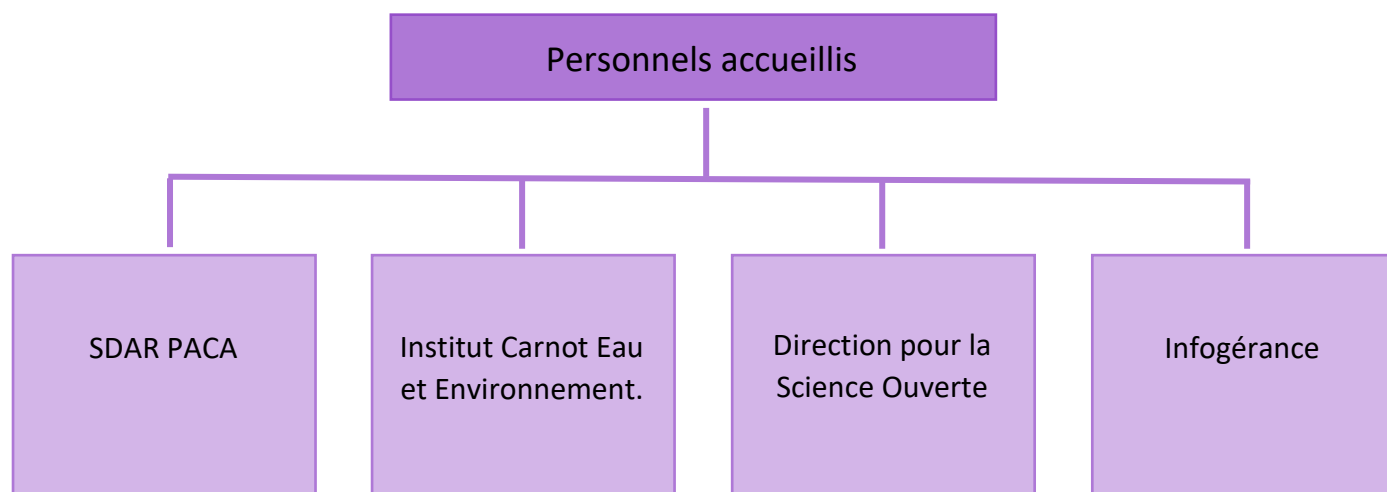 Personnels accueillis
SDAR PACA
Institut Carnot Eau
et Environnement.
Direction pour la
Science Ouverte
Infogérance